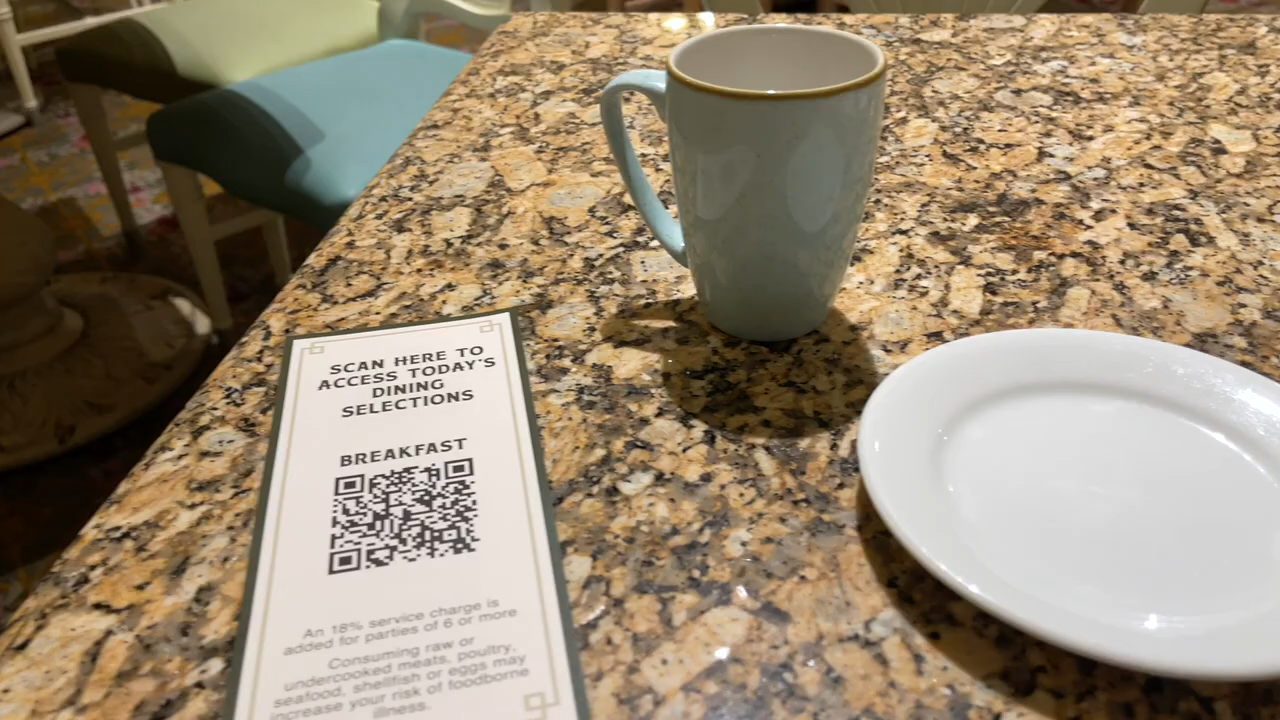 SCAN HERE TO
ACCESS TODAY'S
DINING
SELECTIONS
BREAKFAST
An 18% service charge is
added for parties of 6 or more
Consuming raw or
undercooked meats, poultry,
seafood, shellfish or eggs may
increase your risk of foodborne
illness.